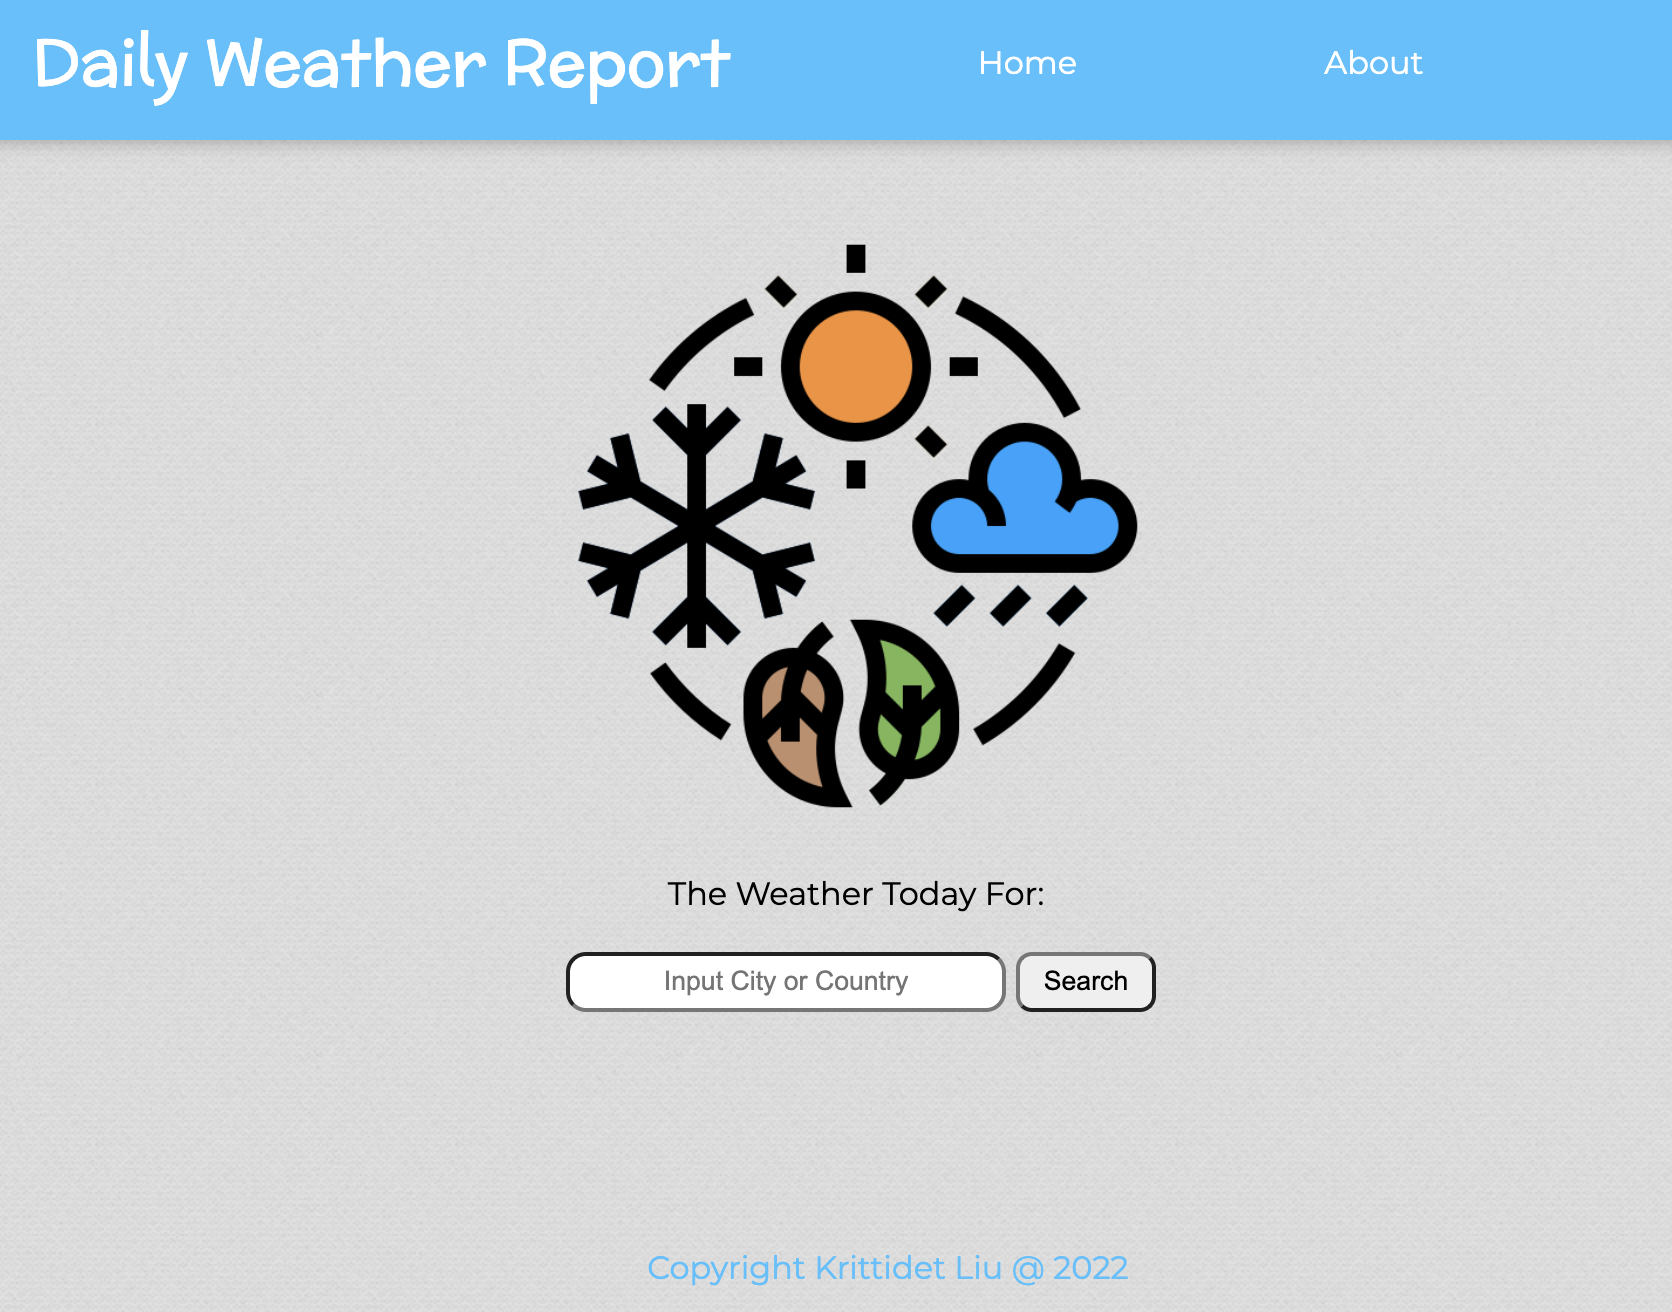 Daily Weather Report
Home
About
The Weather Today For:
Input City or Country
Search
Copyright Krittidet Liu @ 2022